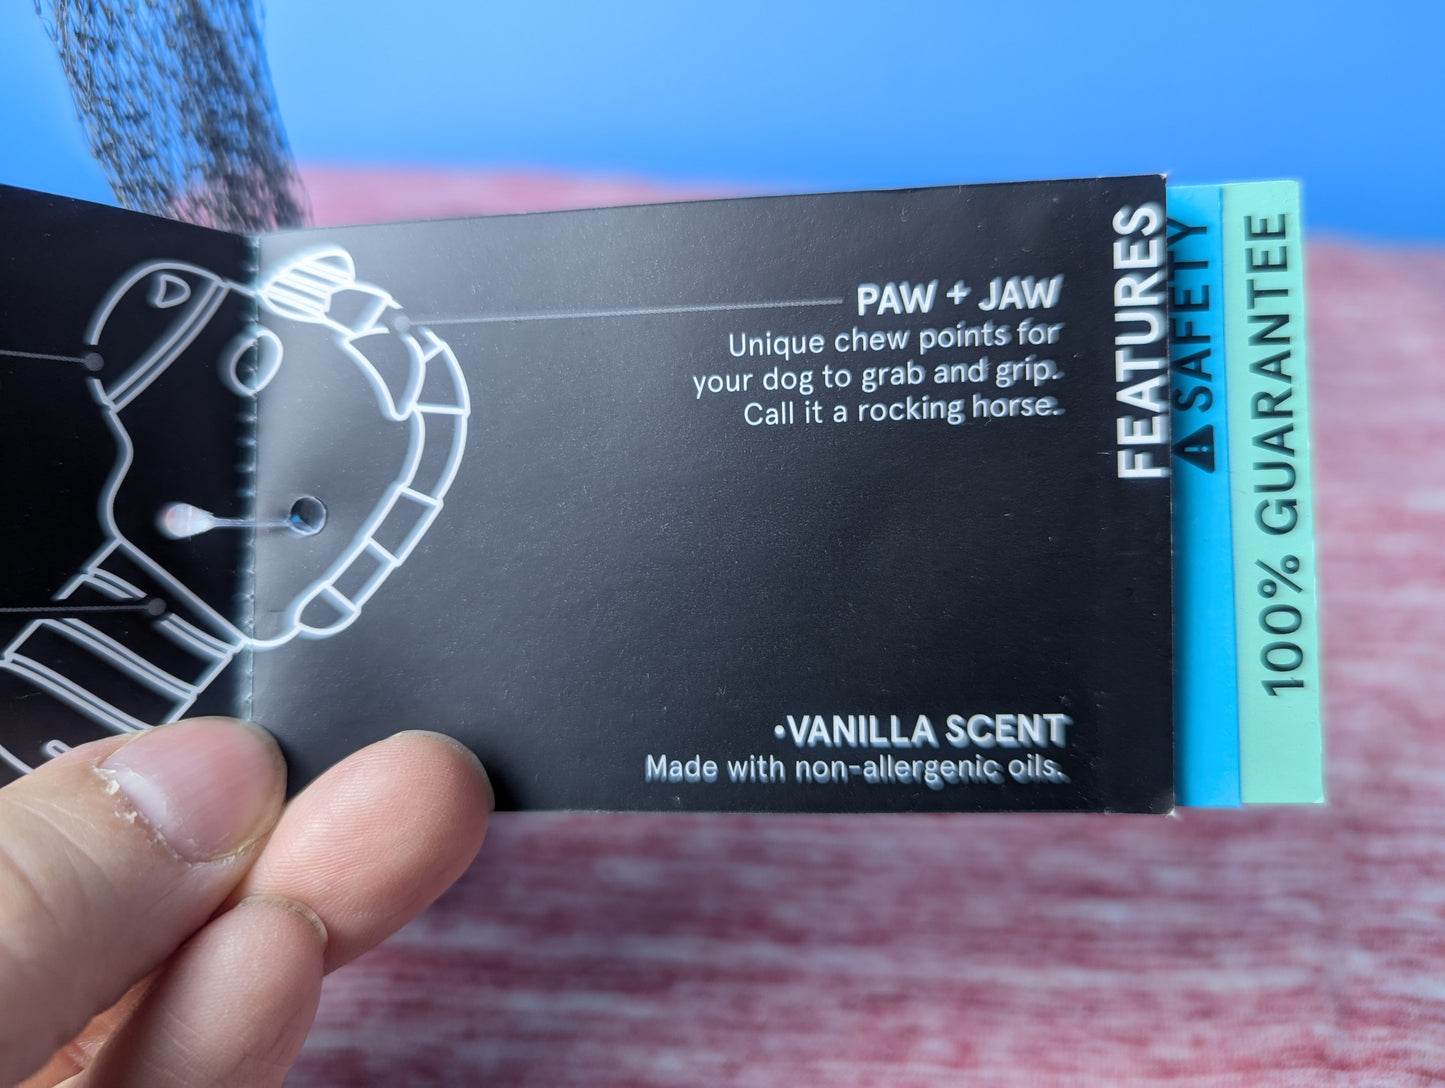 PAW + JAW
Unique chew points for
your dog to grab and grip.
Call it a rocking horse.
•VANILLA SCENT
Made with non-allergenic oils.
FEATURES
SAFETY
100% GUARANTEE